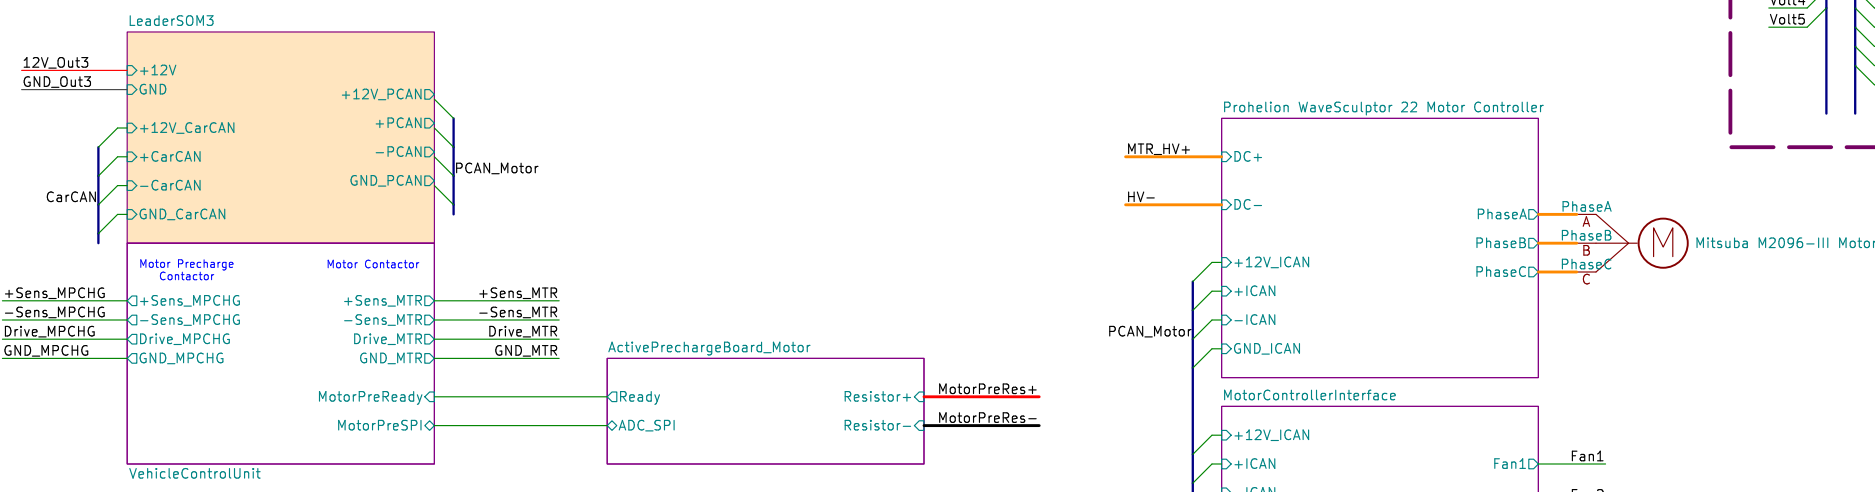 LeaderSOM3
12V_Out3
+12V
GND_Out3
GND
+12V_PCAN
+12V_CarCAN
+PCAN
+CarCAN
-PCAN
PCAN_Motor
-CarCAN
GND_PCAN
CarCAN
GND_CarCAN
Motor Precharge
Contactor
Motor Contactor
+Sens_MPCHG
+Sens_MPCHG
+Sens_MTR
+Sens_MTR
-Sens_MPCHG
-Sens_MPCHG
-Sens_MTR
-Sens_MTR
Drive_MPCHG
Drive_MPCHG
Drive_MTR
Drive_MTR
GND_MPCHG
GND_MPCHG
GND_MTR
GND_MTR
MotorPreReady
MotorPreSPI
VehicleControlUnit
ActivePrechargeBoard_Motor
Ready
Resistor+
MotorPreRes+
ADC_SPI
Resistor-
MotorPreRes-
Volt4
Volt5
Prohelion WaveSculptor 22 Motor Controller
MTR_HV+
DC+
HV-
DC-
PhaseA
PhaseA
A
PhaseB
PhaseB
B
PhaseC
PhaseC
C
M
Mitsuba M2096-III Motor
+12V_ICAN
+ICAN
-ICAN
PCAN_Motor
GND_ICAN
MotorControllerInterface
+12V_ICAN
+ICAN
Fan1
Fan1
-ICAN